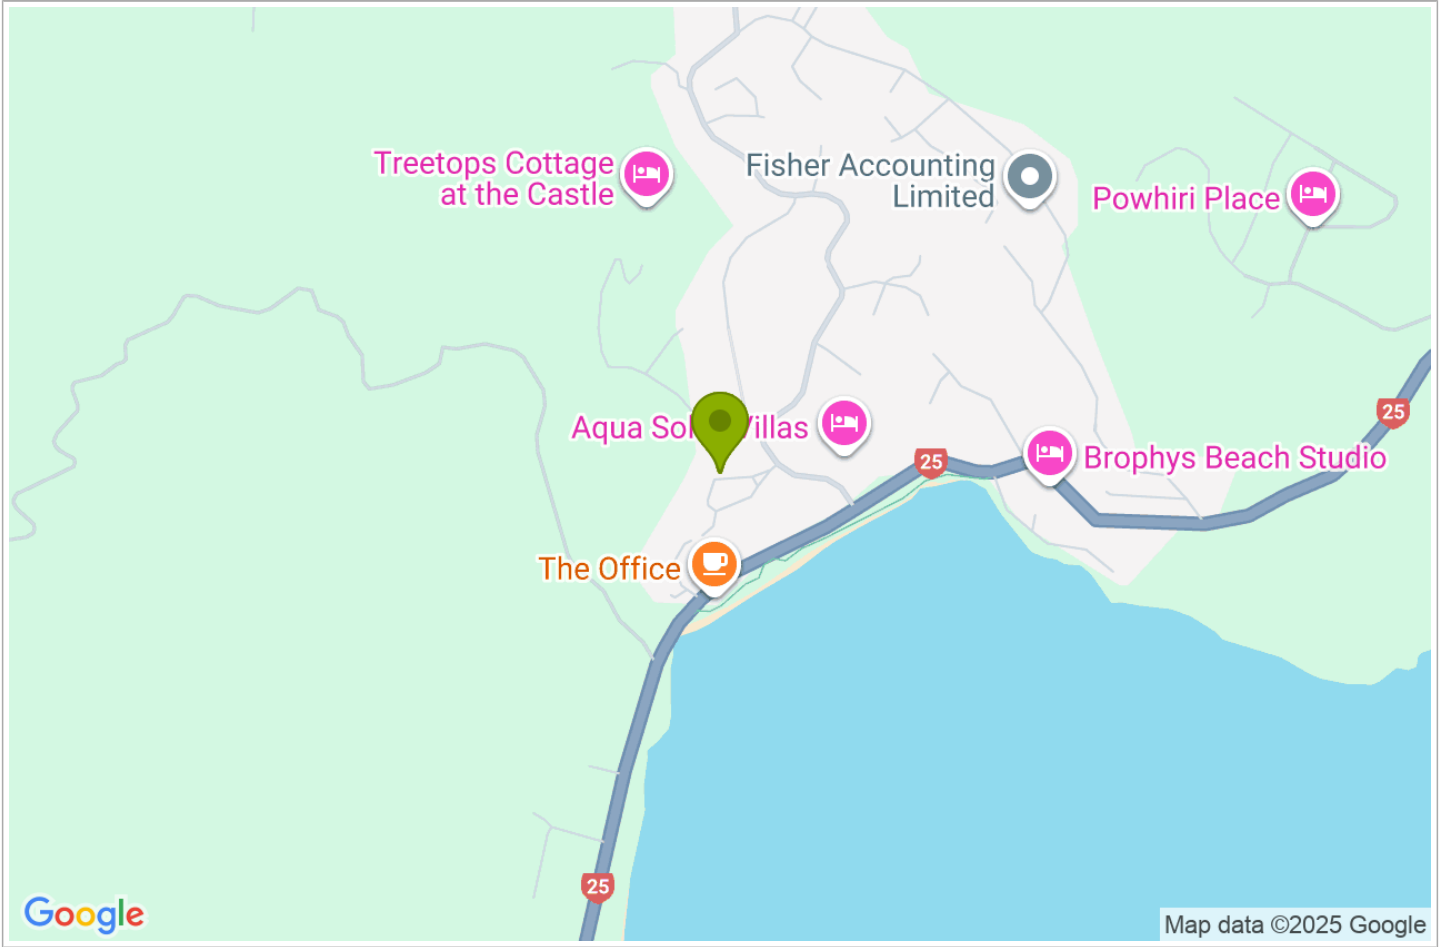 Treetops Cottage
at the Castle
Fisher Accounting
Limited
Powhiri Place
25
Aqua Sol Villas
25
Brophys Beach Studio
The Office
25
Google
Map data ©2025 Google